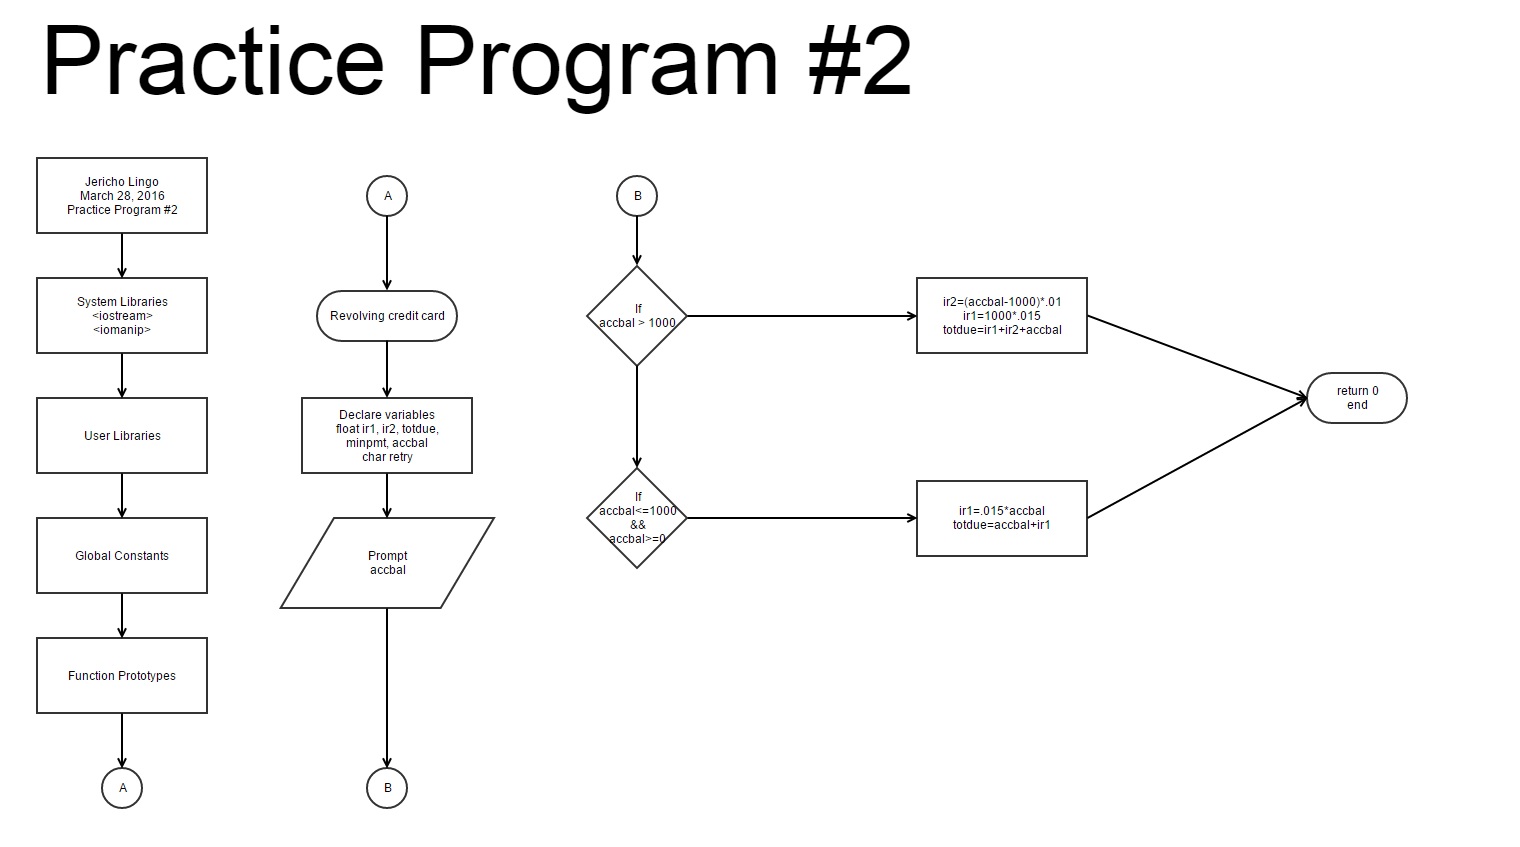 Practice Program #2
Jericho Lingo
March 28, 2016
Practice Program #2
System Libraries
<iostream>
<iomanip>
User Libraries
Global Constants
Function Prototypes
A
A
Revolving credit card
Declare variables
float ir1, ir2, totdue,
minpmt, accbal
char retry
Prompt
accbal
B
B
If
accbal > 1000
ir2=(accbal-1000)*.01
ir1=1000*.015
totdue=ir1+ir2+accbal
If
accbal<=1000
&&
accbal>=0
ir1=.015*accbal
totdue=accbal+ir1
return 0
end